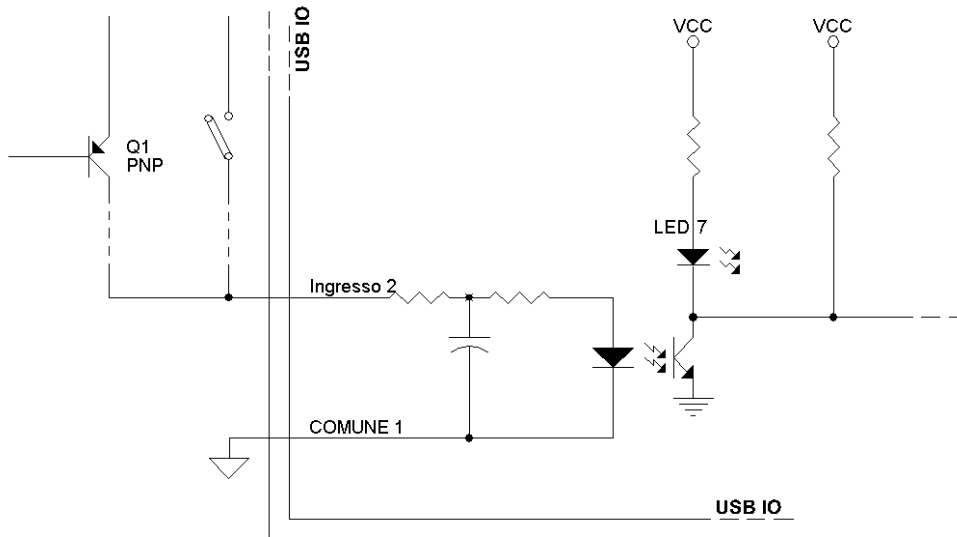 USB IO
VCC
VCC
Q1
PNP
LED 7
Ingresso 2
COMUNE 1
USB IO